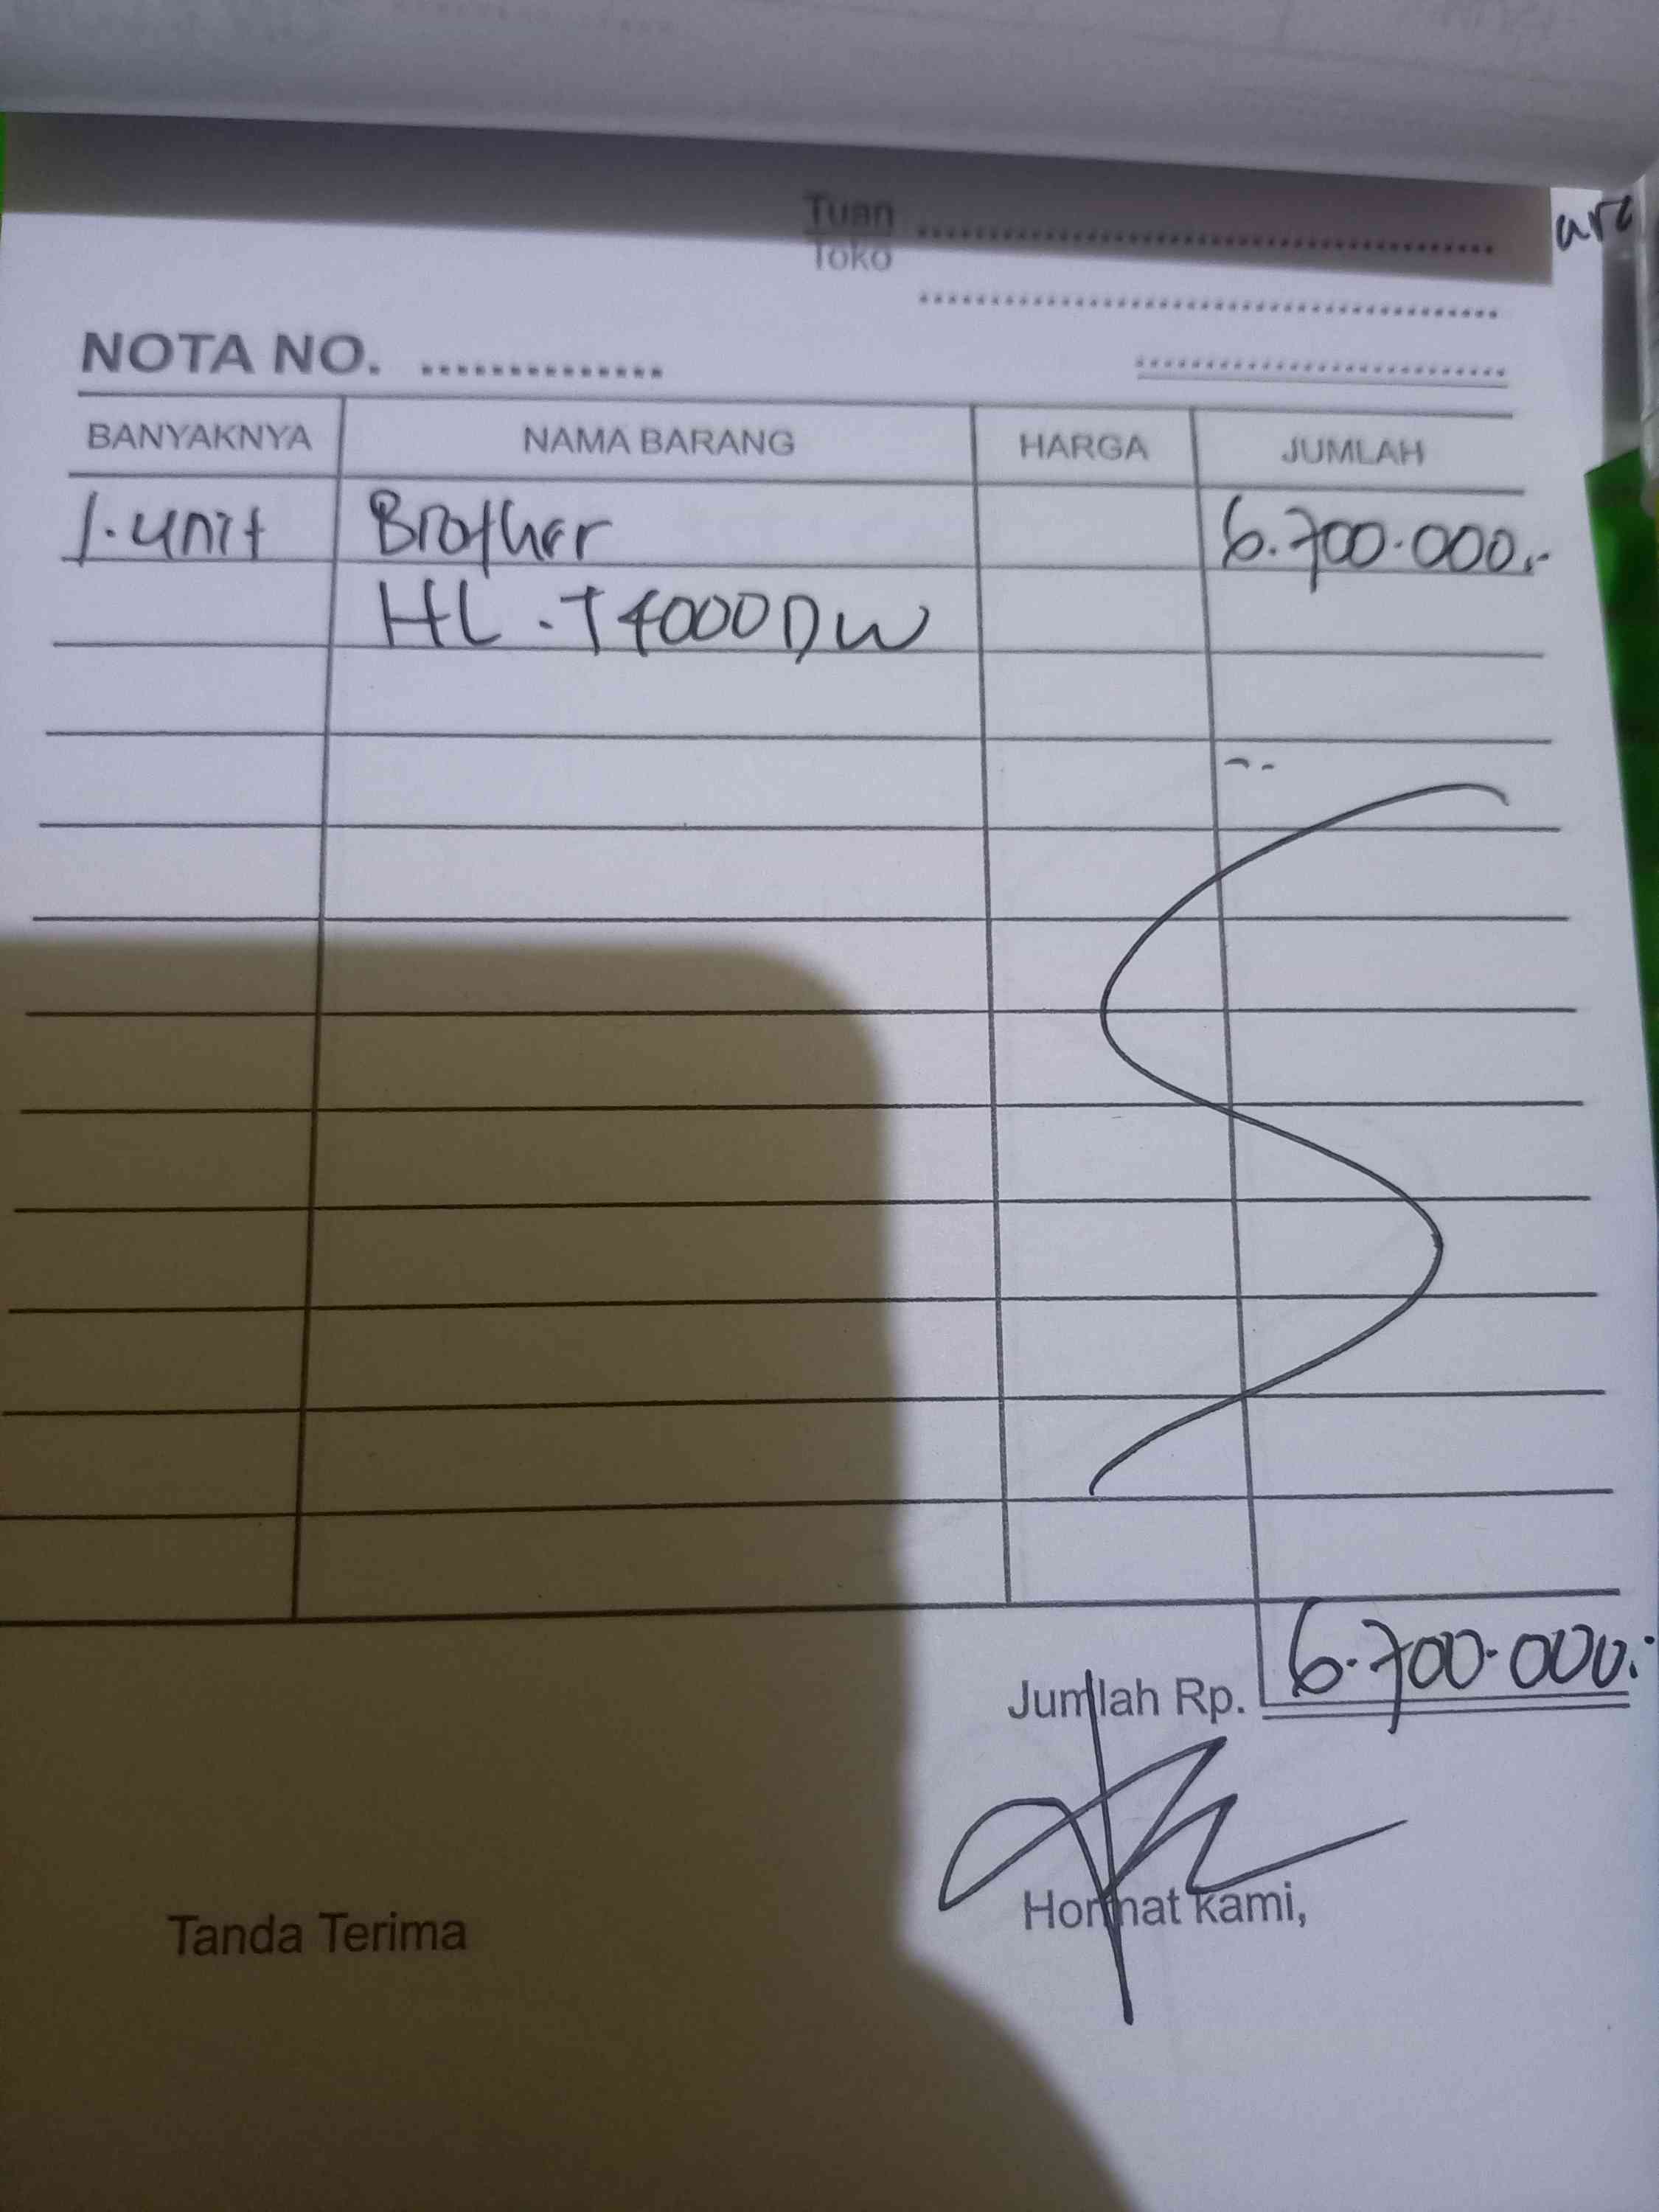 Tuan
Toko
NOTA NO.
BANYAKNYA NAMA BARANG HARGA JUMLAH
1. unit Brother 6.700.000.-
HL - T4000DW
Jumlah Rp. 6.700.000.-
Hormat kami,
Tanda Terima